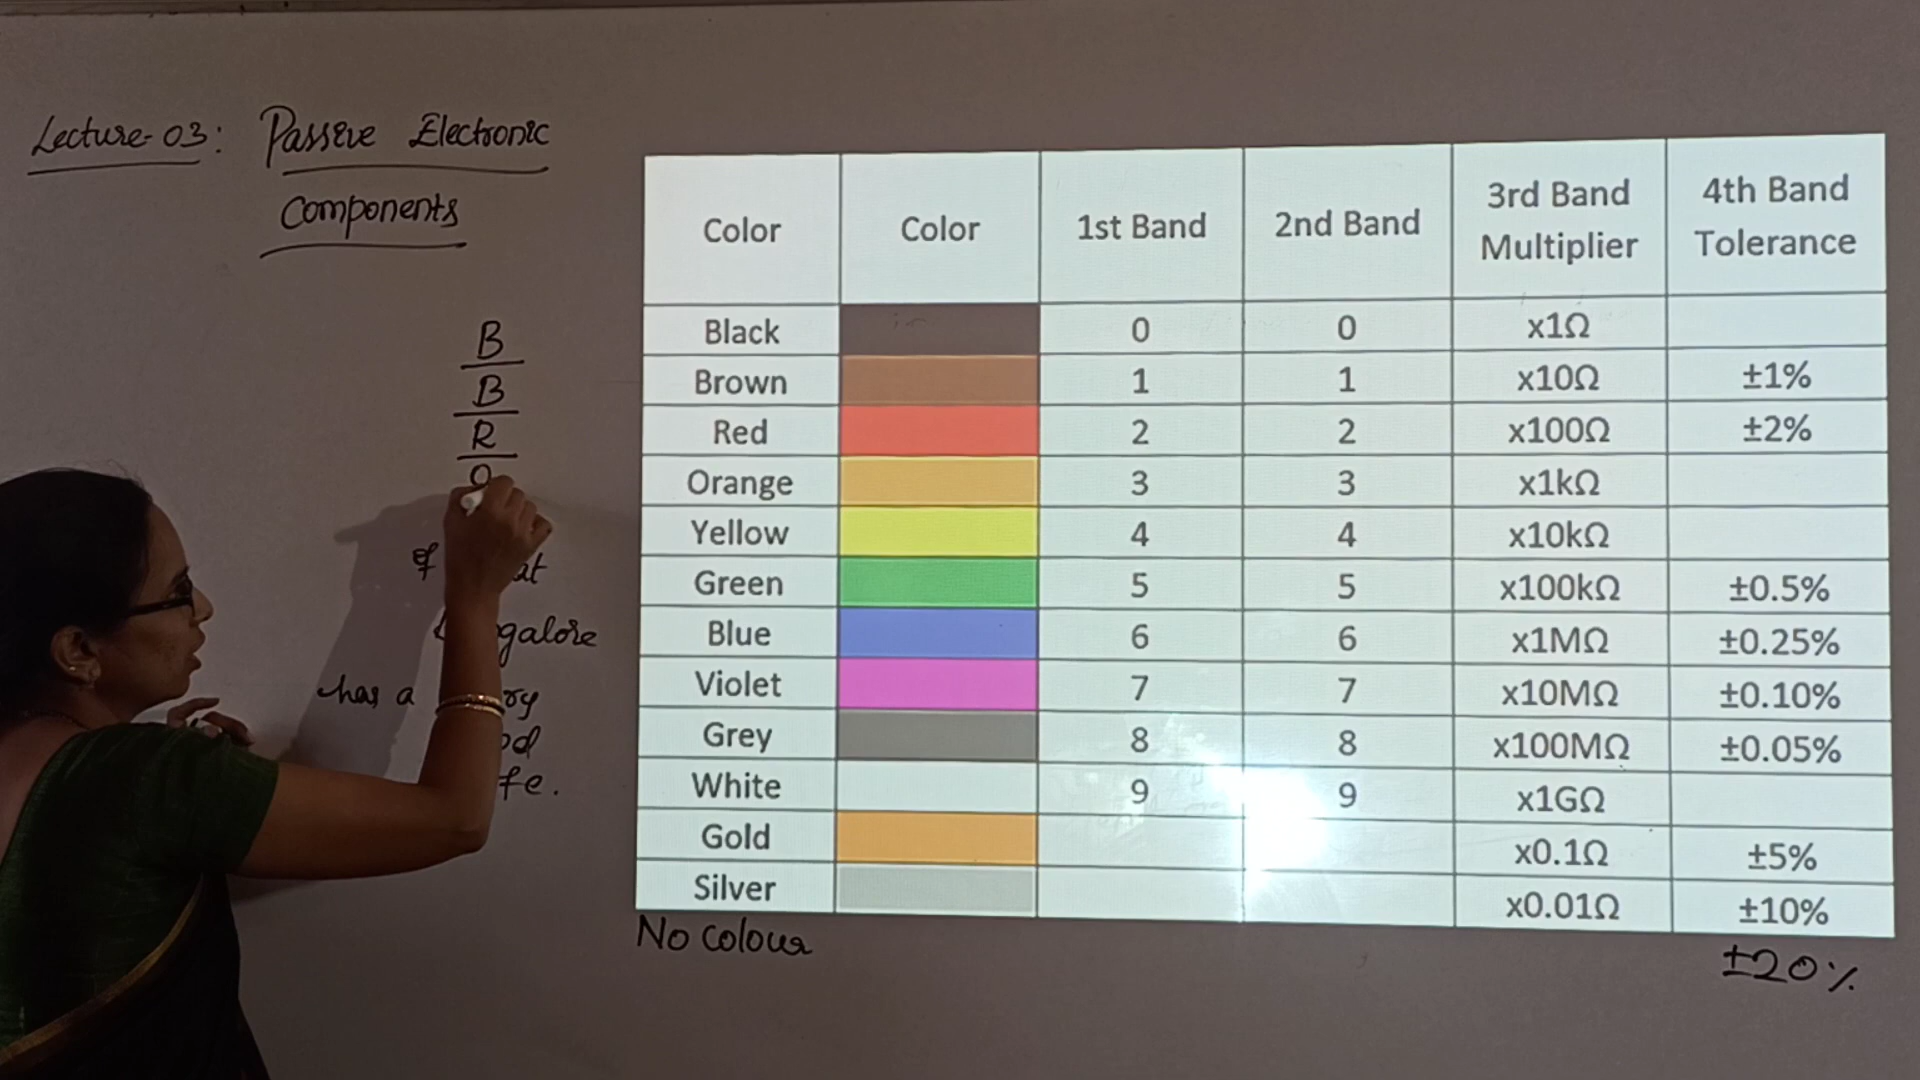 Lecture-03: Passive Electronic
Components
B
B
R
O
of at
galore
has a
fe.
Color Color 1st Band 2nd Band 3rd Band Multiplier 4th Band Tolerance
Black 0 0 x1Ω
Brown 1 1 x10Ω ±1%
Red 2 2 x100Ω ±2%
Orange 3 3 x1kΩ
Yellow 4 4 x10kΩ
Green 5 5 x100kΩ ±0.5%
Blue 6 6 x1MΩ ±0.25%
Violet 7 7 x10MΩ ±0.10%
Grey 8 8 x100MΩ ±0.05%
White 9 9 x1GΩ
Gold x0.1Ω ±5%
Silver x0.01Ω ±10%
No colour ±20%